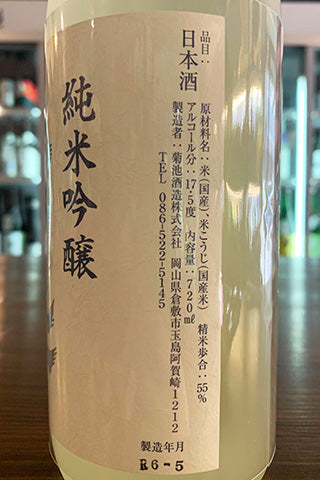 品目：
日本酒
原材料名：米（国産）、米こうじ（国産米）　精米歩合：55％
アルコール分：17・5度　内容量：720㎖
製造者：菊池酒造株式会社　岡山県倉敷市玉島阿賀崎1212
TEL　086-522-5145
純米吟醸
製造年月
R6-5